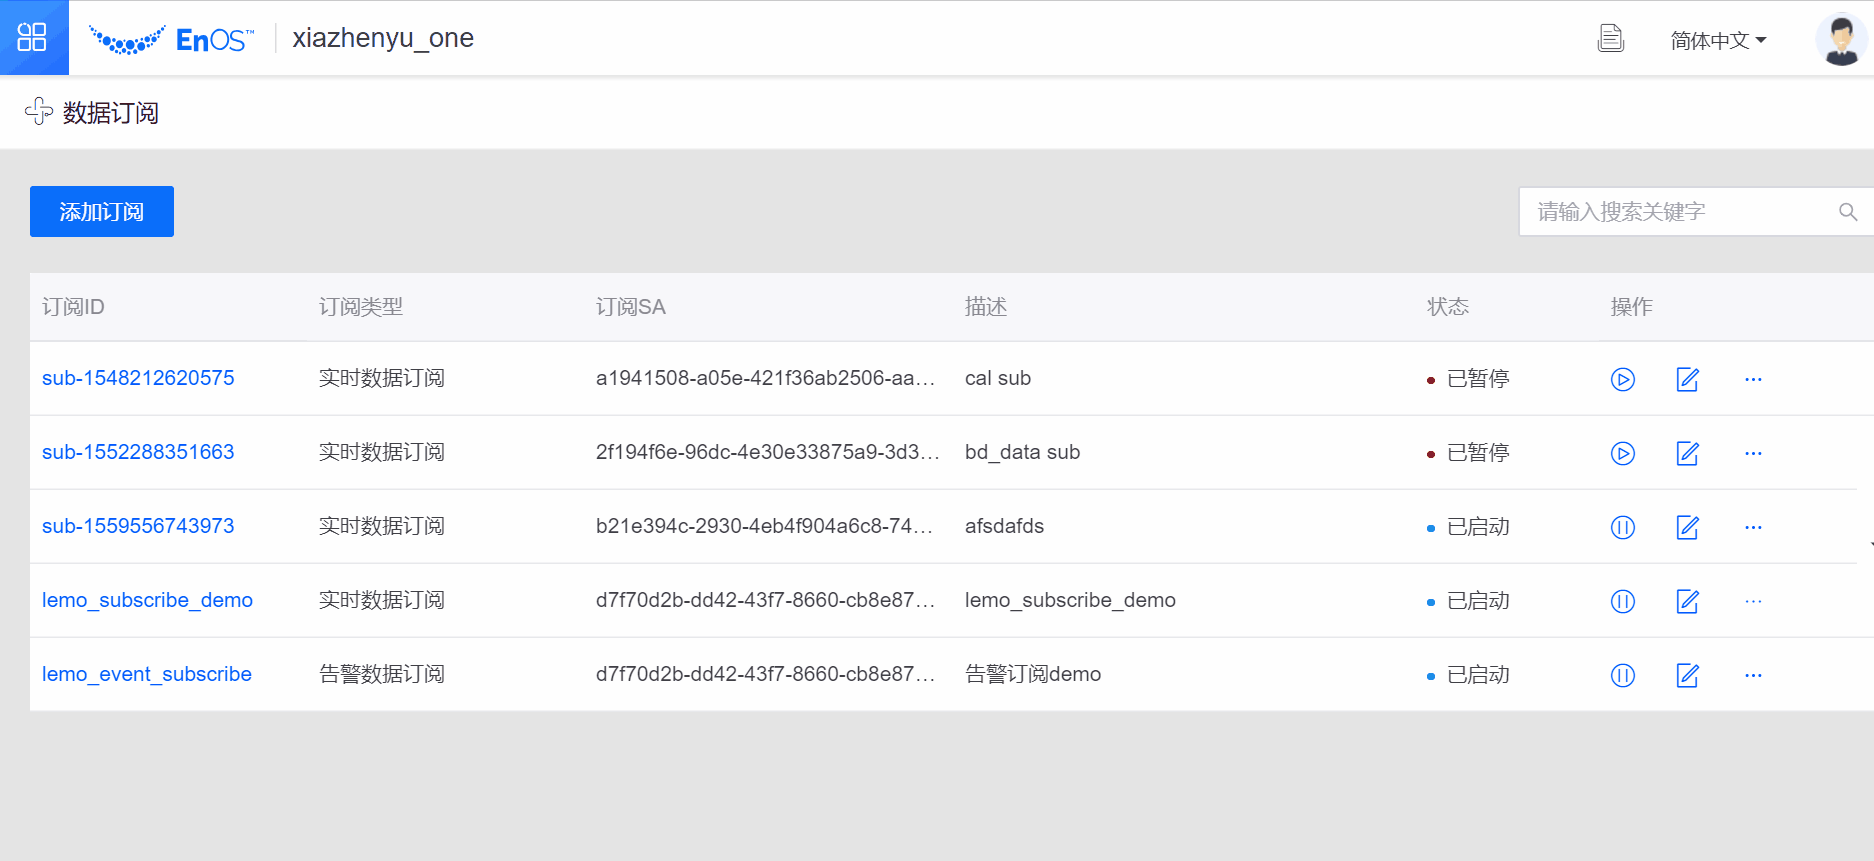 EnOS™ xiazhenyu_one 简体中文
数据订阅
添加订阅 请输入搜索关键字
订阅ID 订阅类型 订阅SA 描述 状态 操作
sub-1548212620575 实时数据订阅 a1941508-a05e-421f36ab2506-aa... cal sub 已暂停
sub-1552288351663 实时数据订阅 2f194f6e-96dc-4e30e33875a9-3d3... bd_data sub 已暂停
sub-1559556743973 实时数据订阅 b21e394c-2930-4eb4f904a6c8-74... afsdafds 已启动
lemo_subscribe_demo 实时数据订阅 d7f70d2b-dd42-43f7-8660-cb8e87... lemo_subscribe_demo 已启动
lemo_event_subscribe 告警数据订阅 d7f70d2b-dd42-43f7-8660-cb8e87... 告警订阅demo 已启动